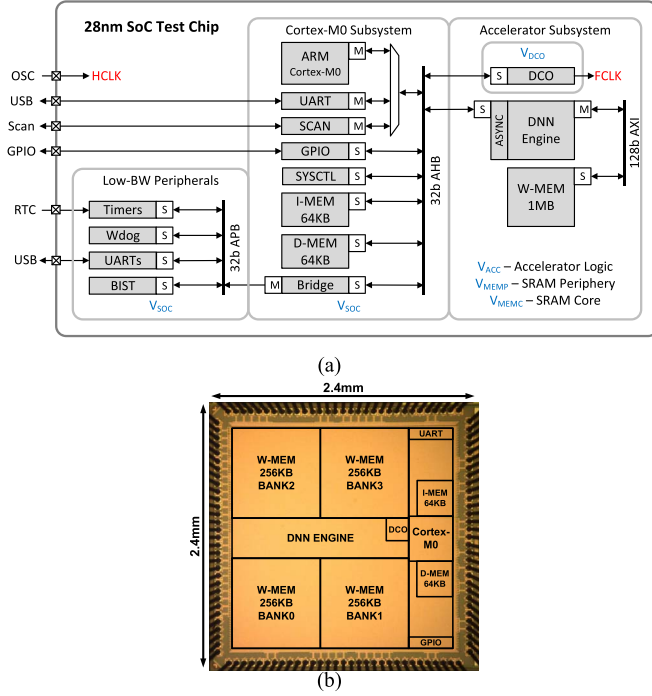 28nm SoC Test Chip
Cortex-M0 Subsystem
Accelerator Subsystem
OSC
HCLK
USB
Scan
GPIO
ARM
Cortex-M0
M
UART
M
SCAN
M
GPIO
S
SYSCTL
S
I-MEM
64KB
S
D-MEM
64KB
S
M
Bridge
S
VSOC
32b AHB
VDCO
S
DCO
FCLK
S
ASYNC
DNN
Engine
M
W-MEM
1MB
S
128b AXI
VACC – Accelerator Logic
VMEMP – SRAM Periphery
VMEMC – SRAM Core
Low-BW Peripherals
RTC
Timers
S
Wdog
S
USB
UARTs
S
BIST
S
32b APB
VSOC
(a)
2.4mm
2.4mm
W-MEM
256KB
BANK2
W-MEM
256KB
BANK3
UART
I-MEM
64KB
DNN ENGINE
DCO
Cortex-
M0
W-MEM
256KB
BANK0
W-MEM
256KB
BANK1
D-MEM
64KB
GPIO
(b)